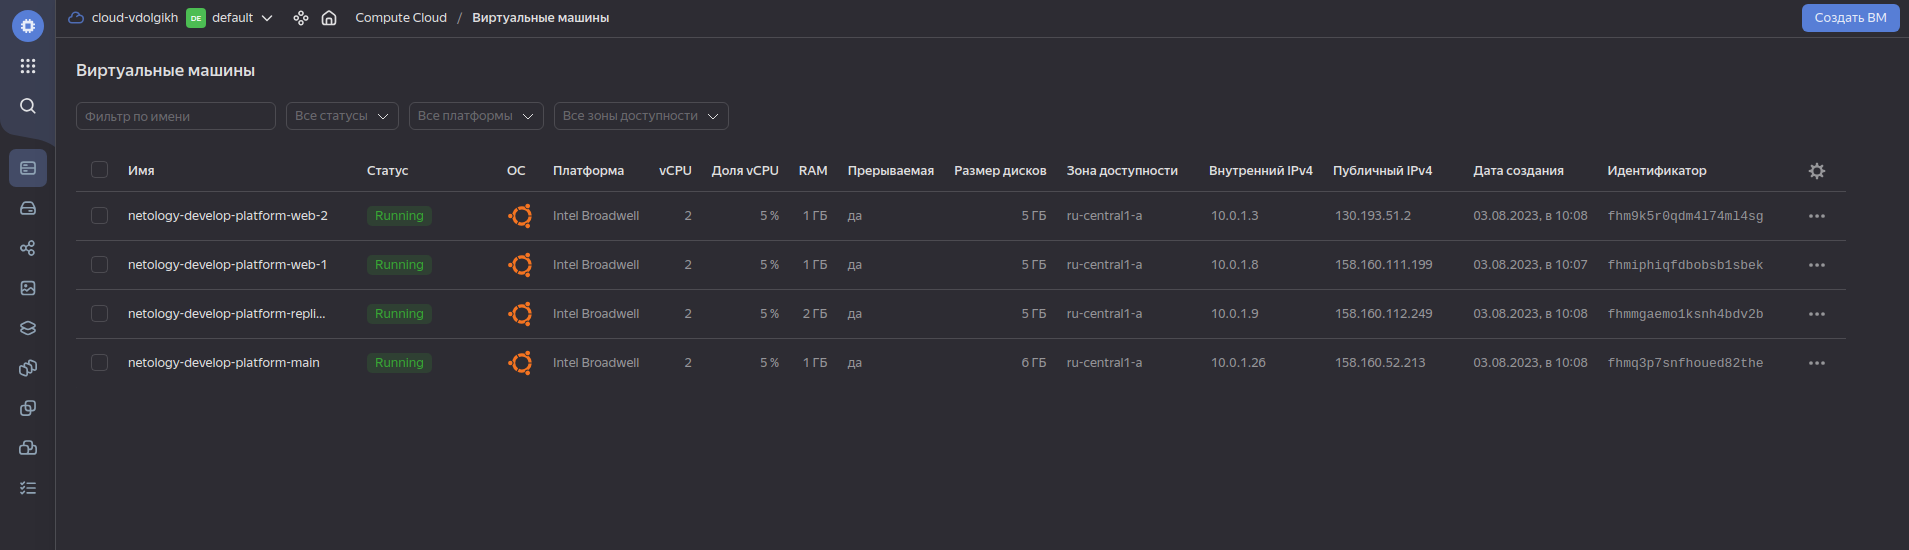 cloud-vdolgikh DE default Compute Cloud / Виртуальные машины Создать ВМ
Виртуальные машины
Фильтр по имени Все статусы Все платформы Все зоны доступности
Имя Статус ОС Платформа vCPU Доля vCPU RAM Прерываемая Размер дисков Зона доступности Внутренний IPv4 Публичный IPv4 Дата создания Идентификатор
netology-develop-platform-web-2 Running Intel Broadwell 2 5 % 1 ГБ да 5 ГБ ru-central1-a 10.0.1.3 130.193.51.2 03.08.2023, в 10:08 fhm9k5r0qdm4l74ml4sg
netology-develop-platform-web-1 Running Intel Broadwell 2 5 % 1 ГБ да 5 ГБ ru-central1-a 10.0.1.8 158.160.111.199 03.08.2023, в 10:07 fhmiphiqfdbobsb1sbek
netology-develop-platform-repli... Running Intel Broadwell 2 5 % 2 ГБ да 5 ГБ ru-central1-a 10.0.1.9 158.160.112.249 03.08.2023, в 10:08 fhmmgaemo1ksnh4bdv2b
netology-develop-platform-main Running Intel Broadwell 2 5 % 1 ГБ да 6 ГБ ru-central1-a 10.0.1.26 158.160.52.213 03.08.2023, в 10:08 fhmq3p7snfhoued82the